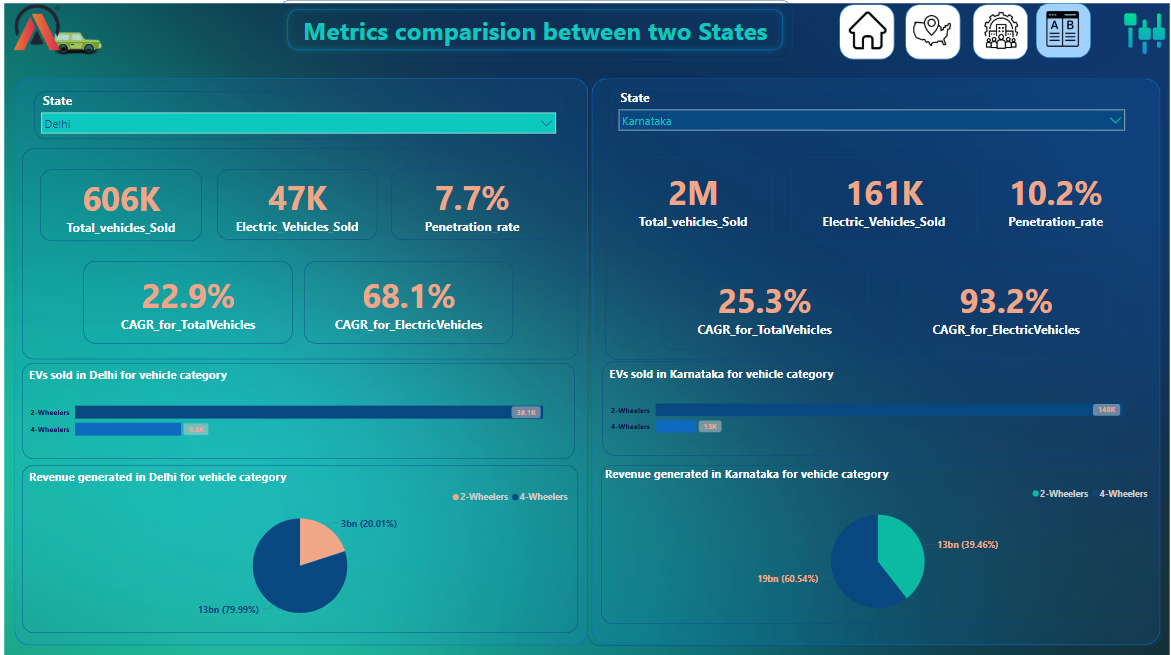 Metrics comparision between two States
A B
State
Delhi
606K
Total_vehicles_Sold
47K
Electric_Vehicles_Sold
7.7%
Penetration_rate
22.9%
CAGR_for_TotalVehicles
68.1%
CAGR_for_ElectricVehicles
EVs sold in Delhi for vehicle category
2-Wheelers 38.1K
4-Wheelers
Revenue generated in Delhi for vehicle category
2-Wheelers 4-Wheelers
3bn (20.01%)
13bn (79.99%)
State
Karnataka
2M
Total_vehicles_Sold
161K
Electric_Vehicles_Sold
10.2%
Penetration_rate
25.3%
CAGR_for_TotalVehicles
93.2%
CAGR_for_ElectricVehicles
EVs sold in Karnataka for vehicle category
2-Wheelers 148K
4-Wheelers 13K
Revenue generated in Karnataka for vehicle category
2-Wheelers 4-Wheelers
13bn (39.46%)
19bn (60.54%)